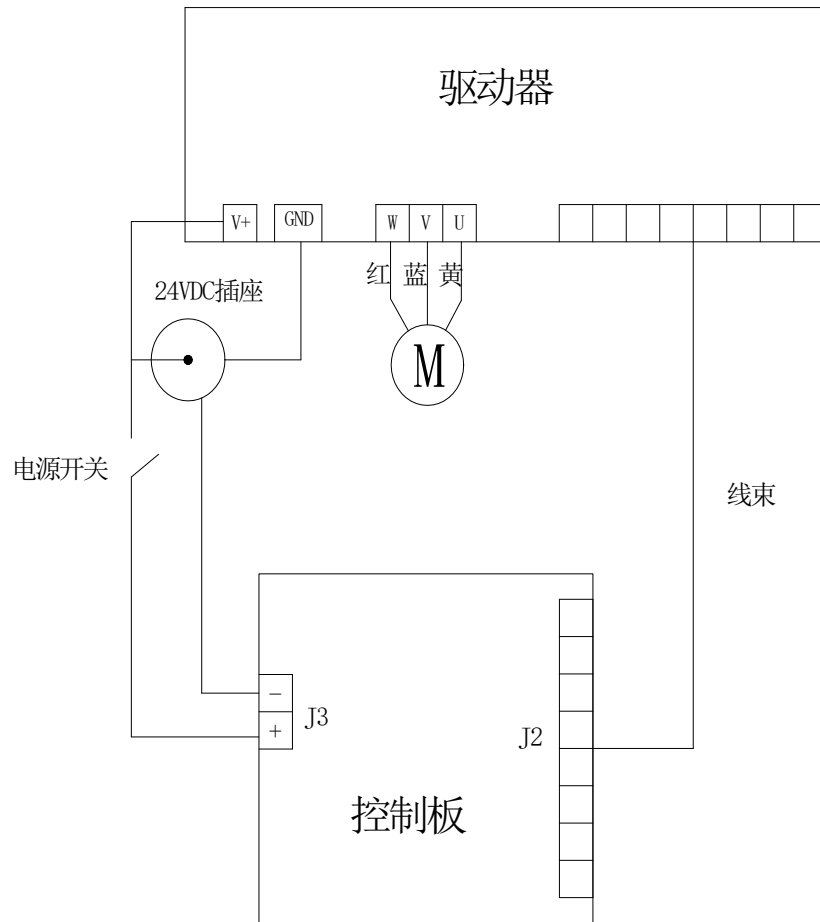 驱动器
V+ GND W V U
红 蓝 黄
24VDC插座
M
电源开关
线束
−
J3
+
J2
控制板